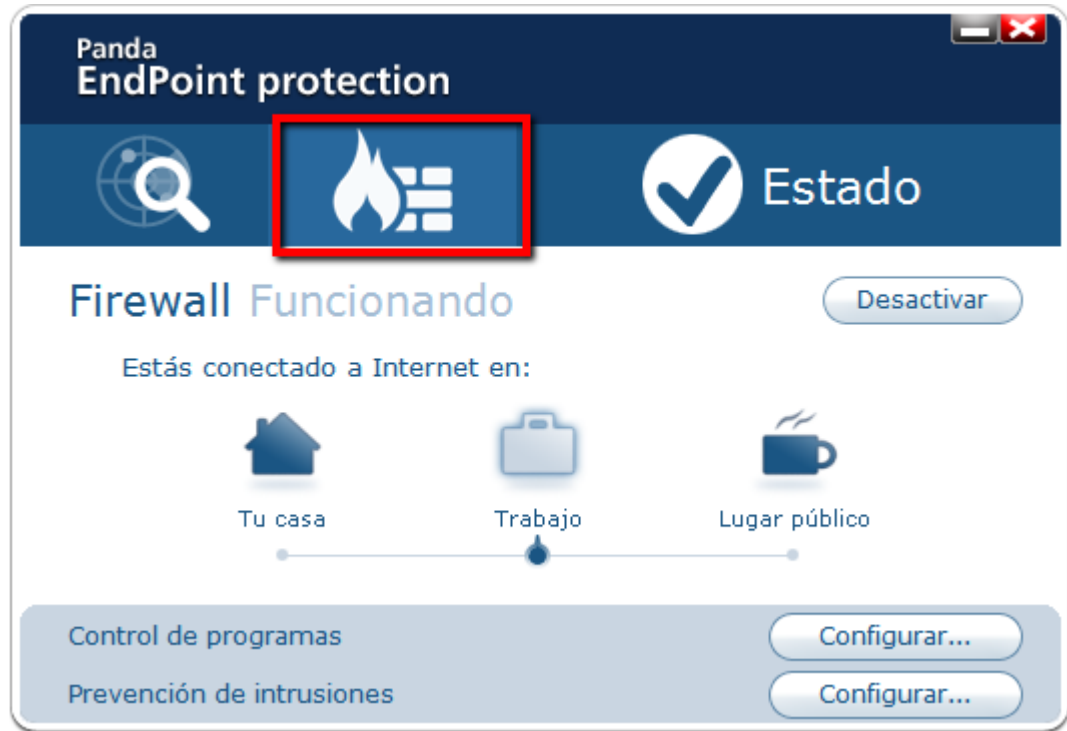 Panda
EndPoint protection
Estado
Firewall Funcionando
Desactivar
Estás conectado a Internet en:
Tu casa
Trabajo
Lugar público
Control de programas
Configurar...
Prevención de intrusiones
Configurar...